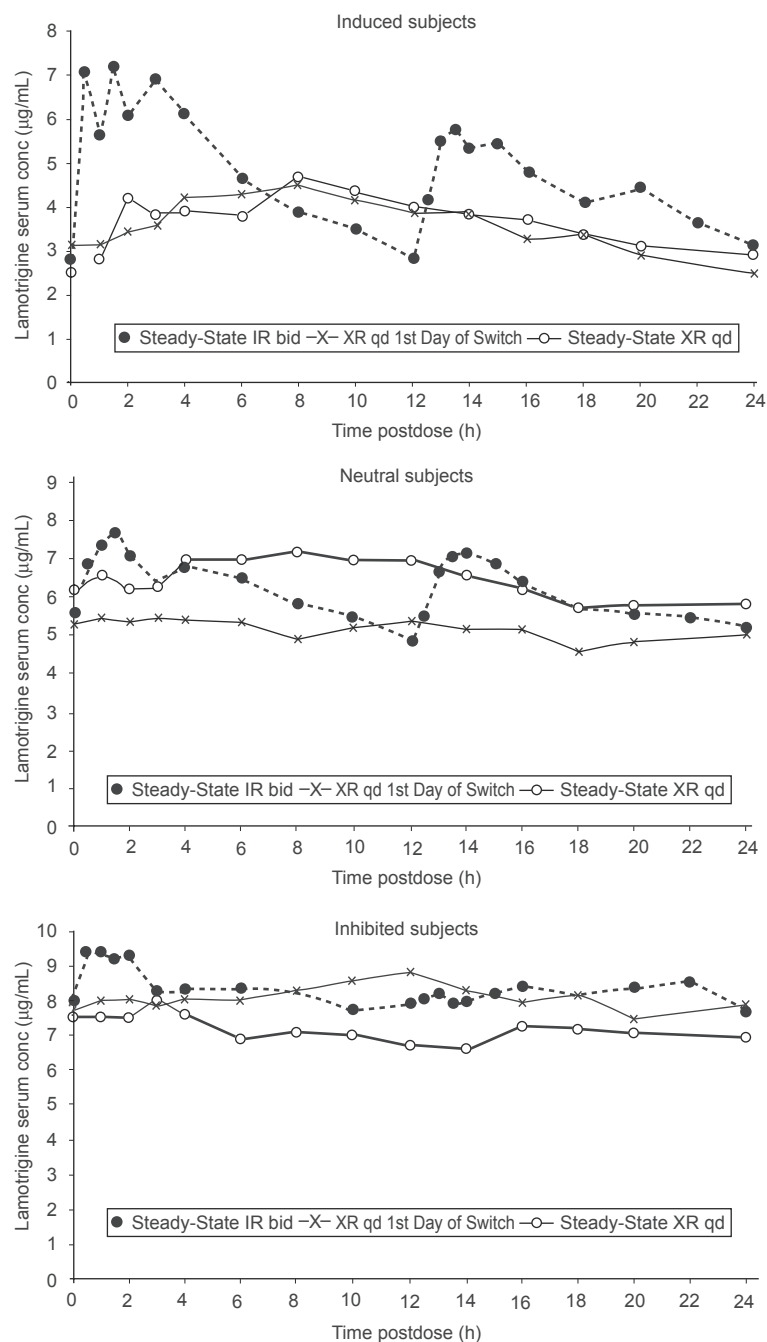 Induced subjects
8
7
6
5
4
3
2
1
0
Lamotrigine serum conc (μg/mL)
Steady-State IR bid –X– XR qd 1st Day of Switch Steady-State XR qd
0 2 4 6 8 10 12 14 16 18 20 22 24
Time postdose (h)
Neutral subjects
9
8
7
6
5
4
3
2
1
0
Lamotrigine serum conc (μg/mL)
Steady-State IR bid –X– XR qd 1st Day of Switch Steady-State XR qd
0 2 4 6 8 10 12 14 16 18 20 22 24
Time postdose (h)
Inhibited subjects
10
9
8
7
6
5
4
3
2
1
0
Lamotrigine serum conc (μg/mL)
Steady-State IR bid –X– XR qd 1st Day of Switch Steady-State XR qd
0 2 4 6 8 10 12 14 16 18 20 22 24
Time postdose (h)